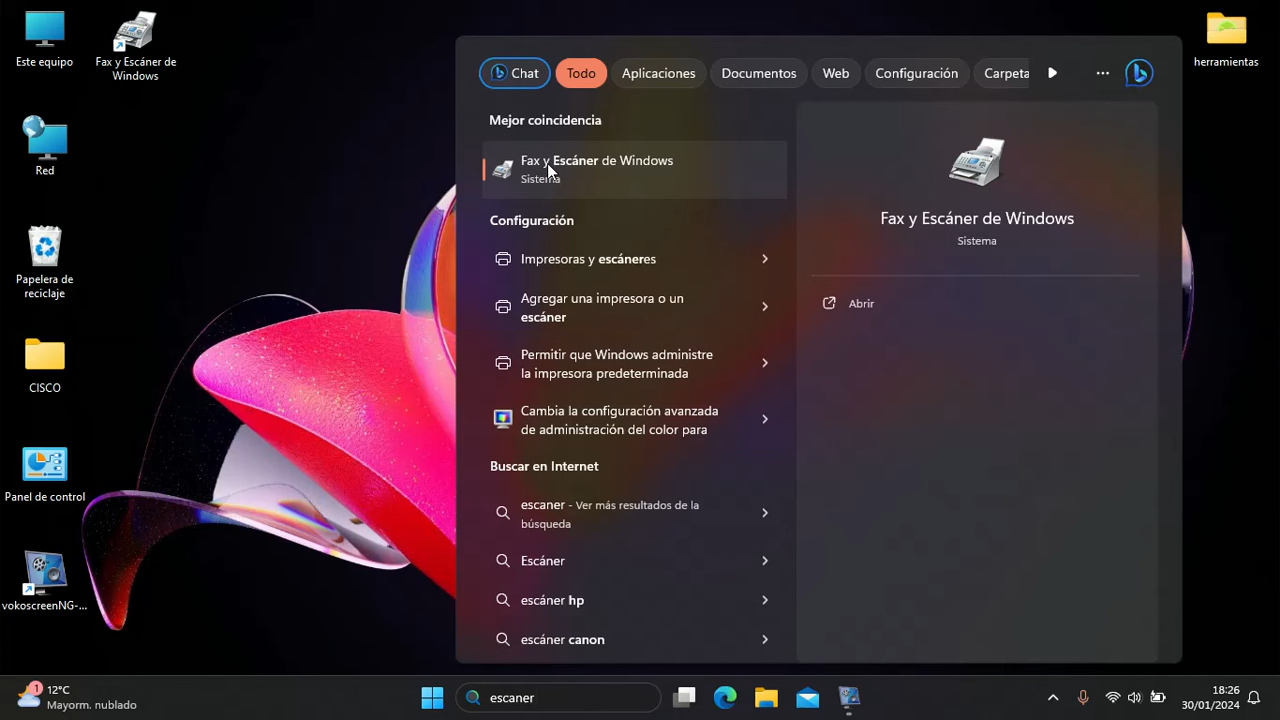 Este equipo
Fax y Escáner de
Windows
Red
Papelera de
reciclaje
CISCO
Panel de control
vokoscreenNG-...
herramientas
Chat
Todo
Aplicaciones
Documentos
Web
Configuración
Carpeta
Mejor coincidencia
Fax y Escáner de Windows
Sistema
Configuración
Impresoras y escáneres
Agregar una impresora o un
escáner
Permitir que Windows administre
la impresora predeterminada
Cambia la configuración avanzada
de administración del color para
Buscar en Internet
escaner - Ver más resultados de la
búsqueda
Escáner
escáner hp
escáner canon
Fax y Escáner de Windows
Sistema
Abrir
1
12°C
Mayorm. nublado
escaner
18:26
30/01/2024